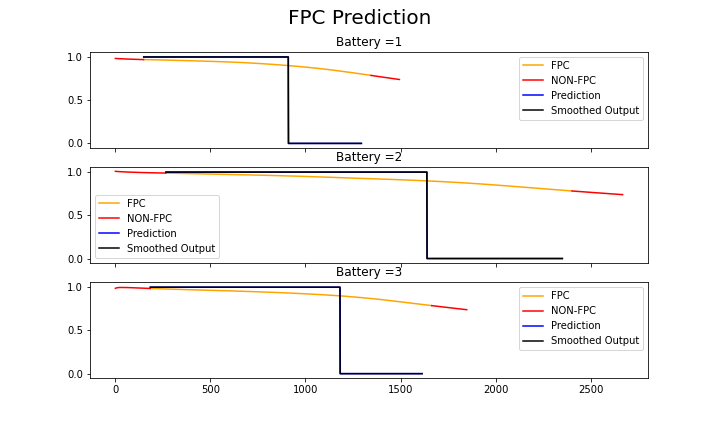 FPC Prediction
Battery =1
1.0
0.5
0.0
FPC
NON-FPC
Prediction
Smoothed Output
Battery =2
1.0
0.5
0.0
FPC
NON-FPC
Prediction
Smoothed Output
Battery =3
1.0
0.5
0.0
FPC
NON-FPC
Prediction
Smoothed Output
0 500 1000 1500 2000 2500